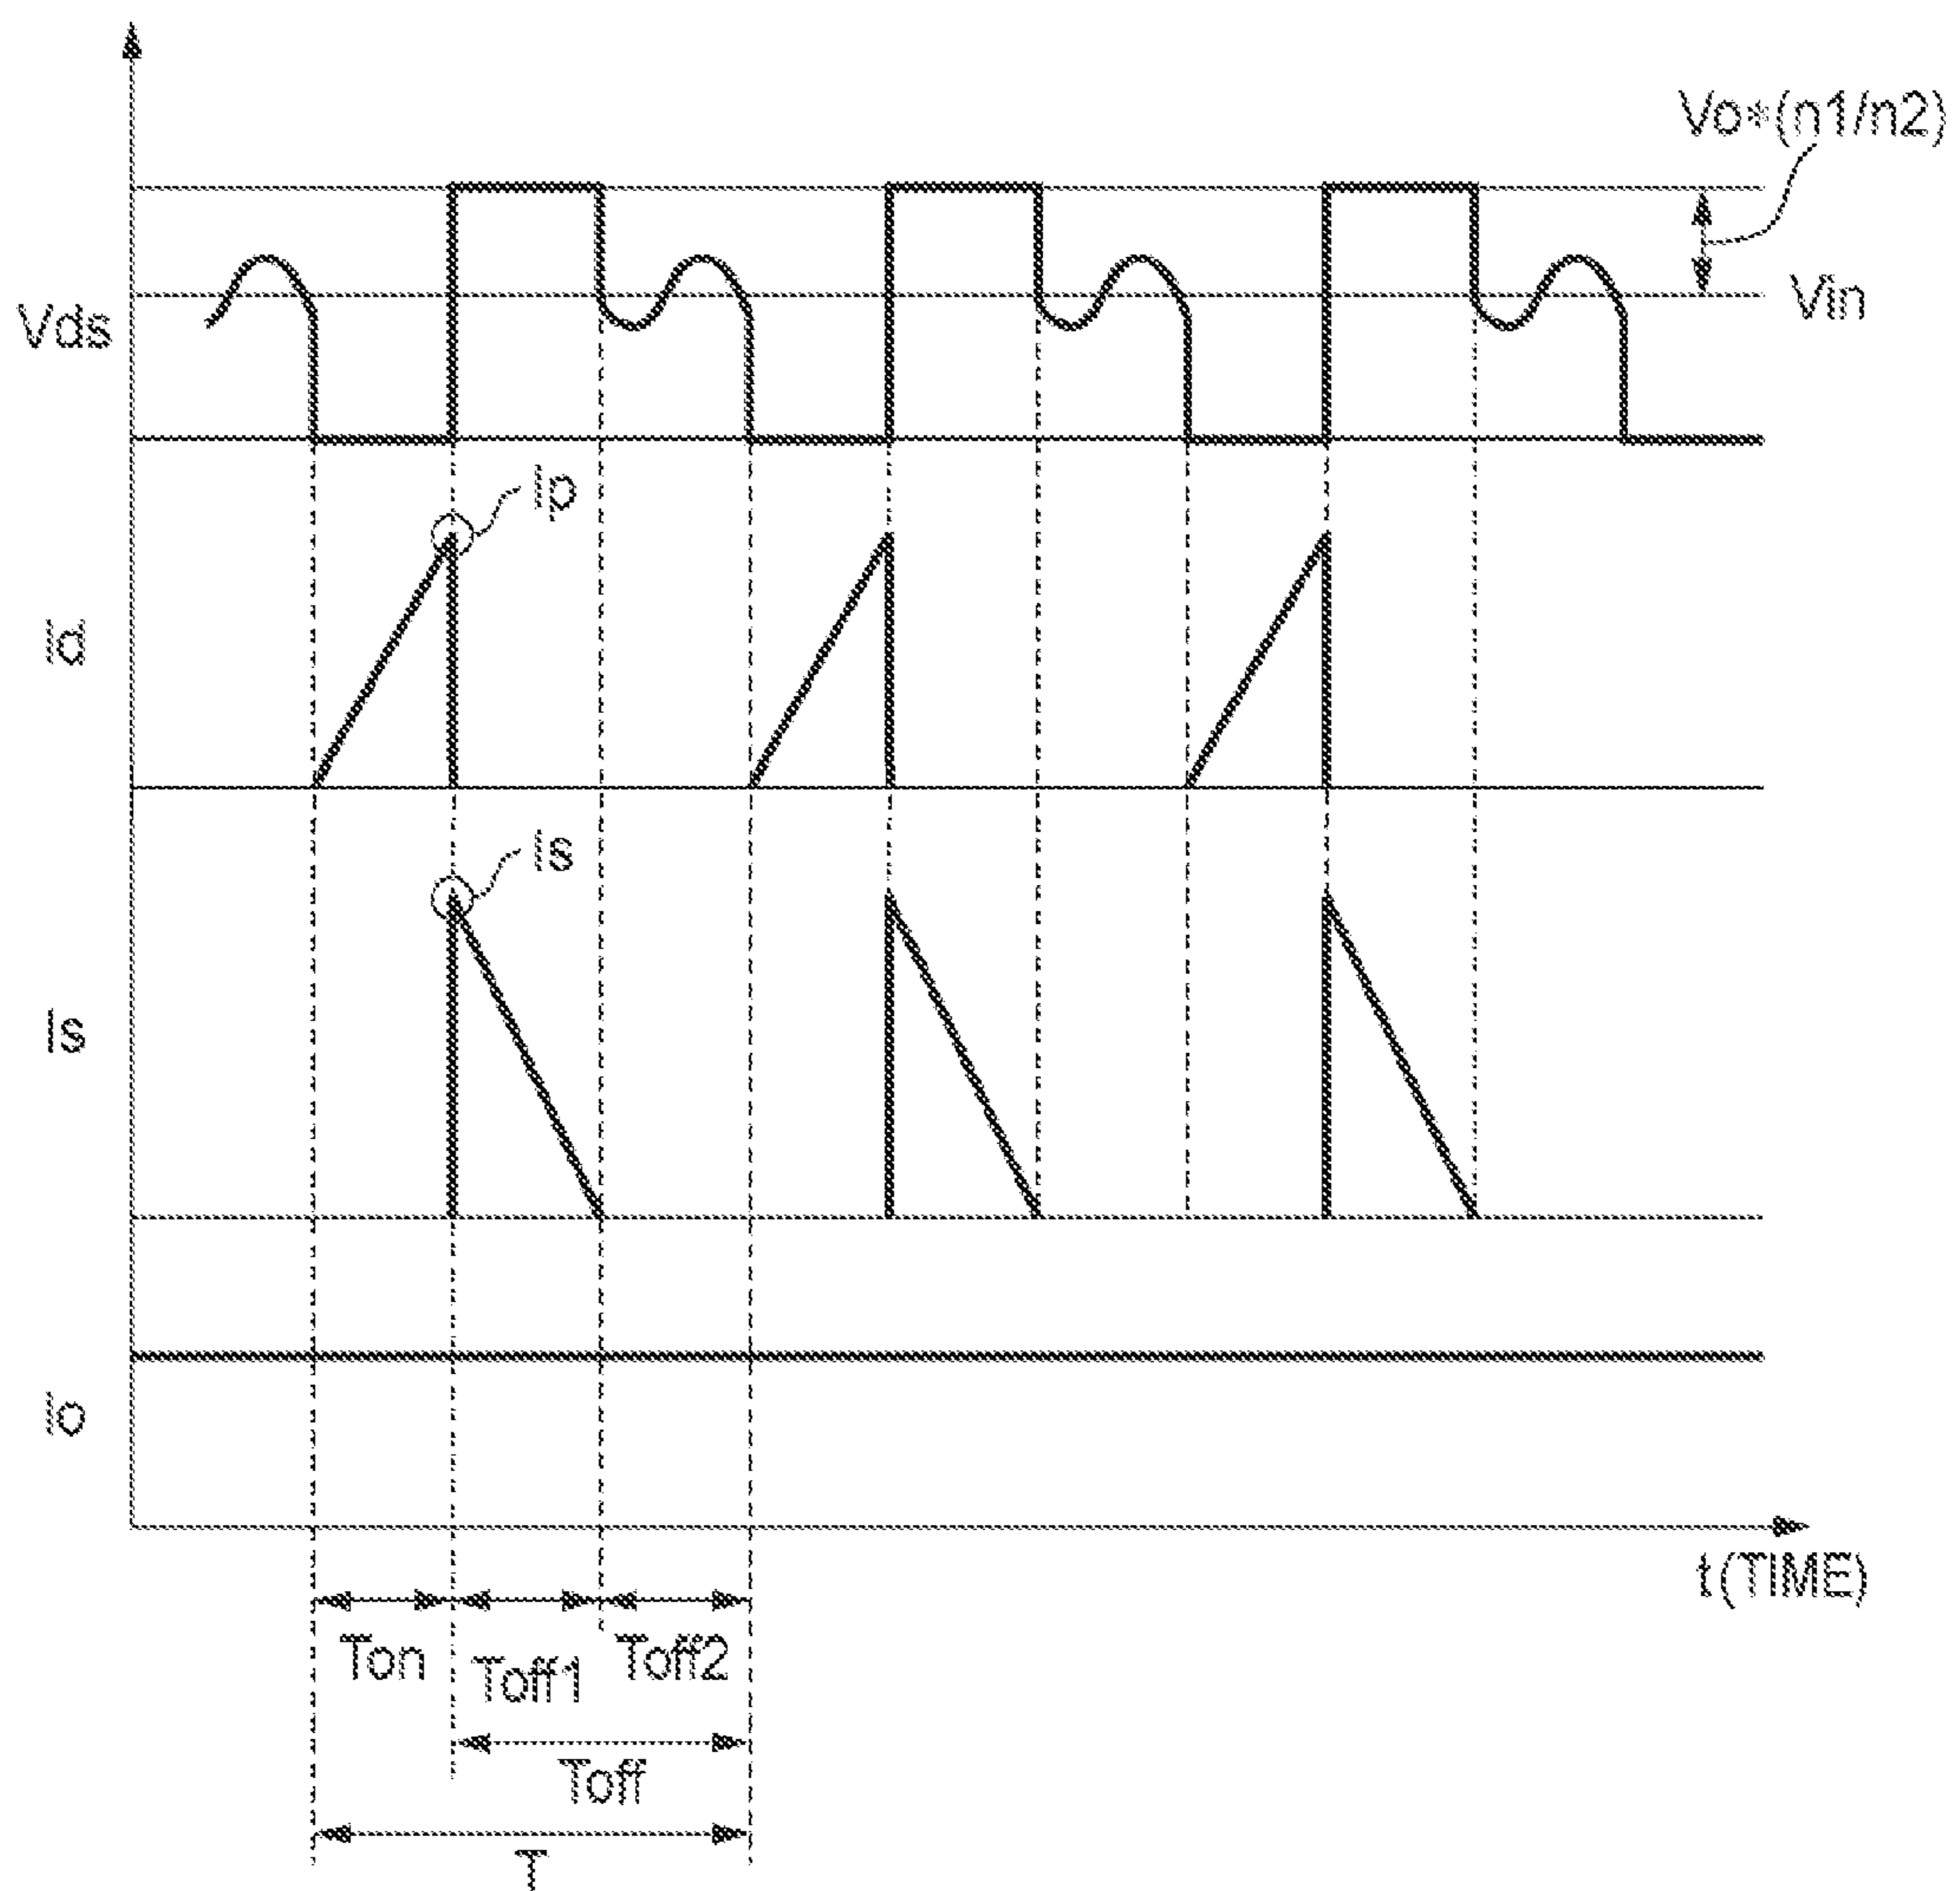 Vo*(n1/n2)
Vin
Vds
Ip
Id
Is
Is
Io
t(TIME)
Ton
Toff1
Toff2
Toff
T